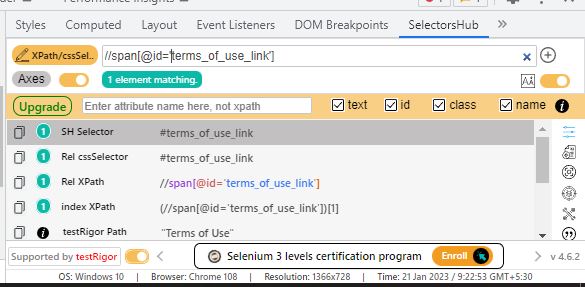 Styles Computed Layout Event Listeners DOM Breakpoints SelectorsHub
XPath/cssSel.. //span[@id='terms_of_use_link']
Axes 1 element matching.
Upgrade Enter attribute name here, not xpath text id class name
1 SH Selector #terms_of_use_link
1 Rel cssSelector #terms_of_use_link
1 Rel XPath //span[@id='terms_of_use_link']
1 index XPath (//span[@id='terms_of_use_link'])[1]
testRigor Path "Terms of Use"
Supported by testRigor Selenium 3 levels certification program Enroll v 4.6.2
OS: Windows 10 | Browser: Chrome 108 | Resolution: 1366x728 | Time: 21 Jan 2023 / 9:22:53 GMT+5:30